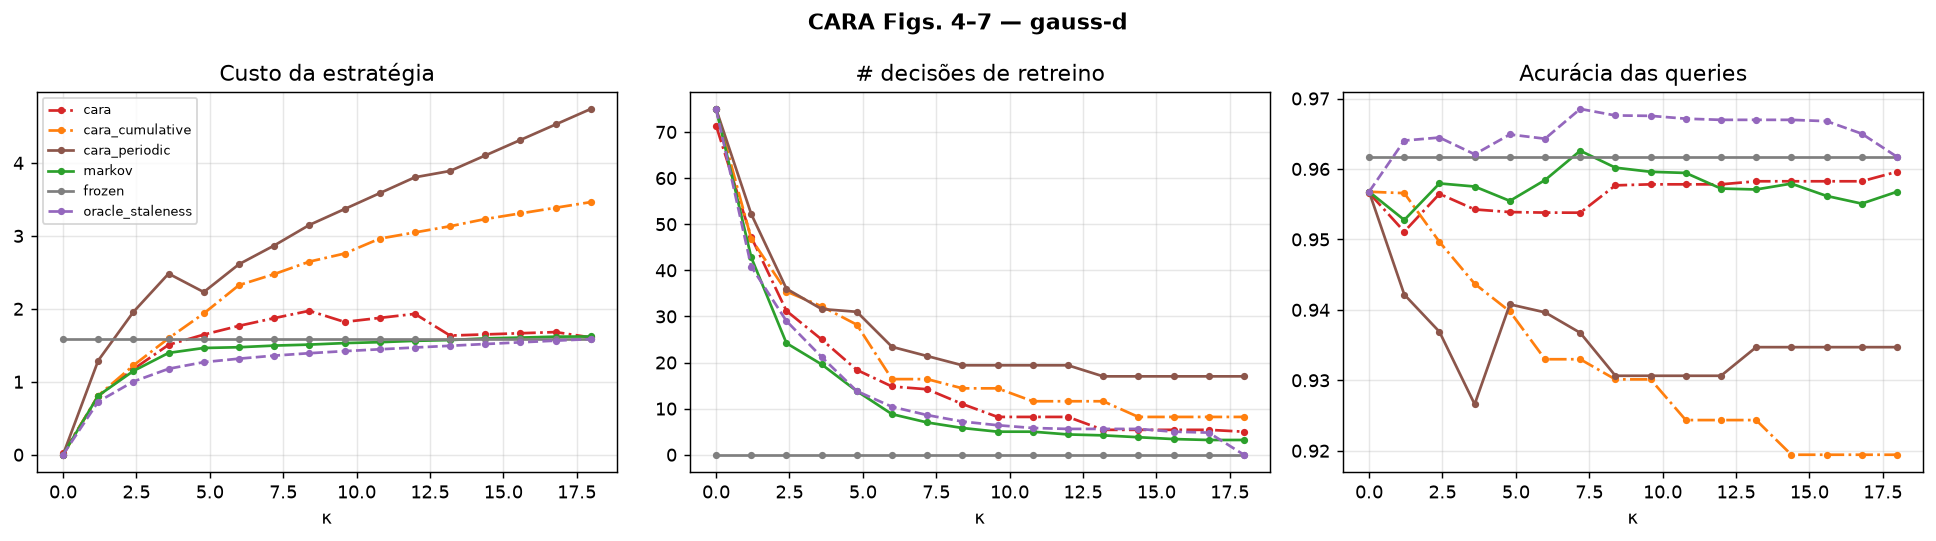 CARA Figs. 4–7 — gauss-d
Custo da estratégia
cara
cara_cumulative
cara_periodic
markov
frozen
oracle_staleness
4
3
2
1
0
0.0 2.5 5.0 7.5 10.0 12.5 15.0 17.5
κ
# decisões de retreino
70
60
50
40
30
20
10
0
0.0 2.5 5.0 7.5 10.0 12.5 15.0 17.5
κ
Acurácia das queries
0.97
0.96
0.95
0.94
0.93
0.92
0.0 2.5 5.0 7.5 10.0 12.5 15.0 17.5
κ